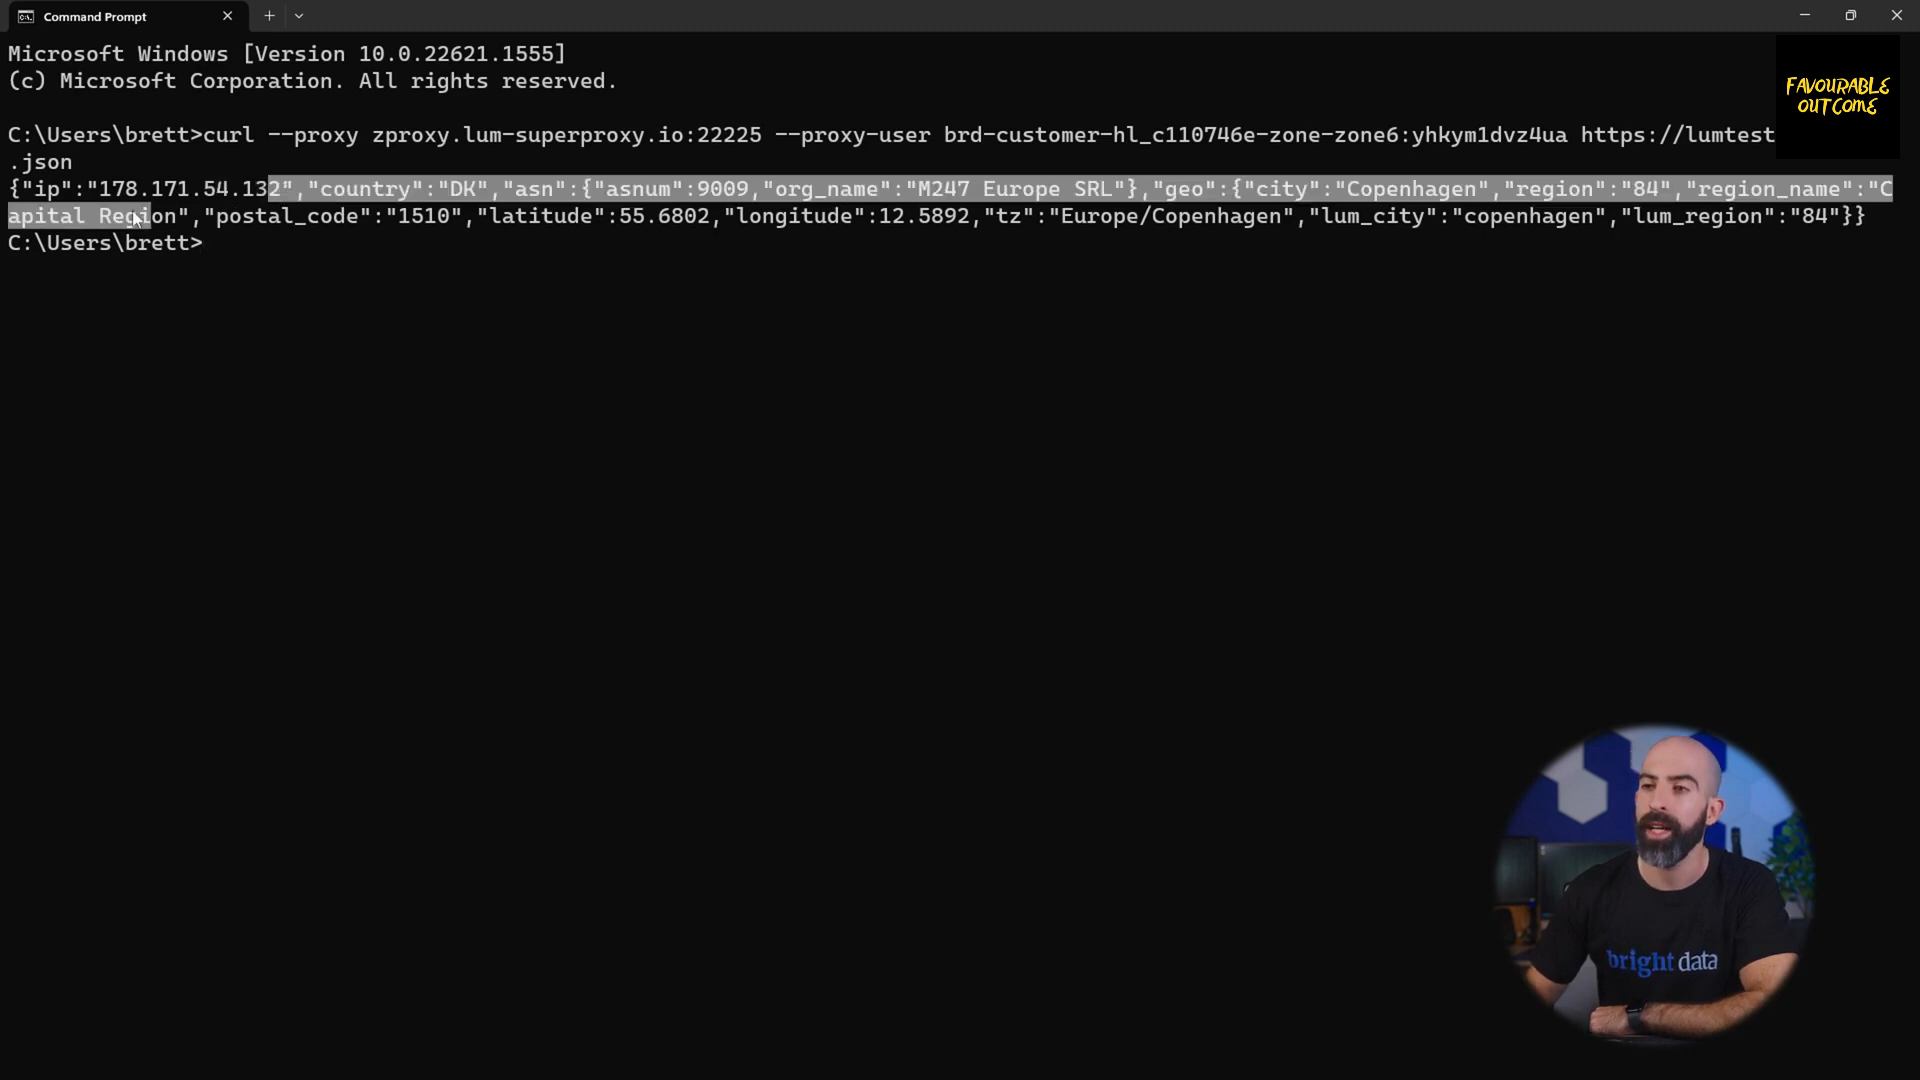 Command Prompt
Microsoft Windows [Version 10.0.22621.1555]
(c) Microsoft Corporation. All rights reserved.
FAVOURABLE
OUTCOME
C:\Users\brett>curl --proxy zproxy.lum-superproxy.io:22225 --proxy-user brd-customer-hl_c110746e-zone-zone6:yhkym1dvz4ua https://lumtest
.json
{"ip":"178.171.54.132","country":"DK","asn":{"asnum":9009,"org_name":"M247 Europe SRL"},"geo":{"city":"Copenhagen","region":"84","region_name":"C
apital Region","postal_code":"1510","latitude":55.6802,"longitude":12.5892,"tz":"Europe/Copenhagen","lum_city":"copenhagen","lum_region":"84"}}
C:\Users\brett>
bright data